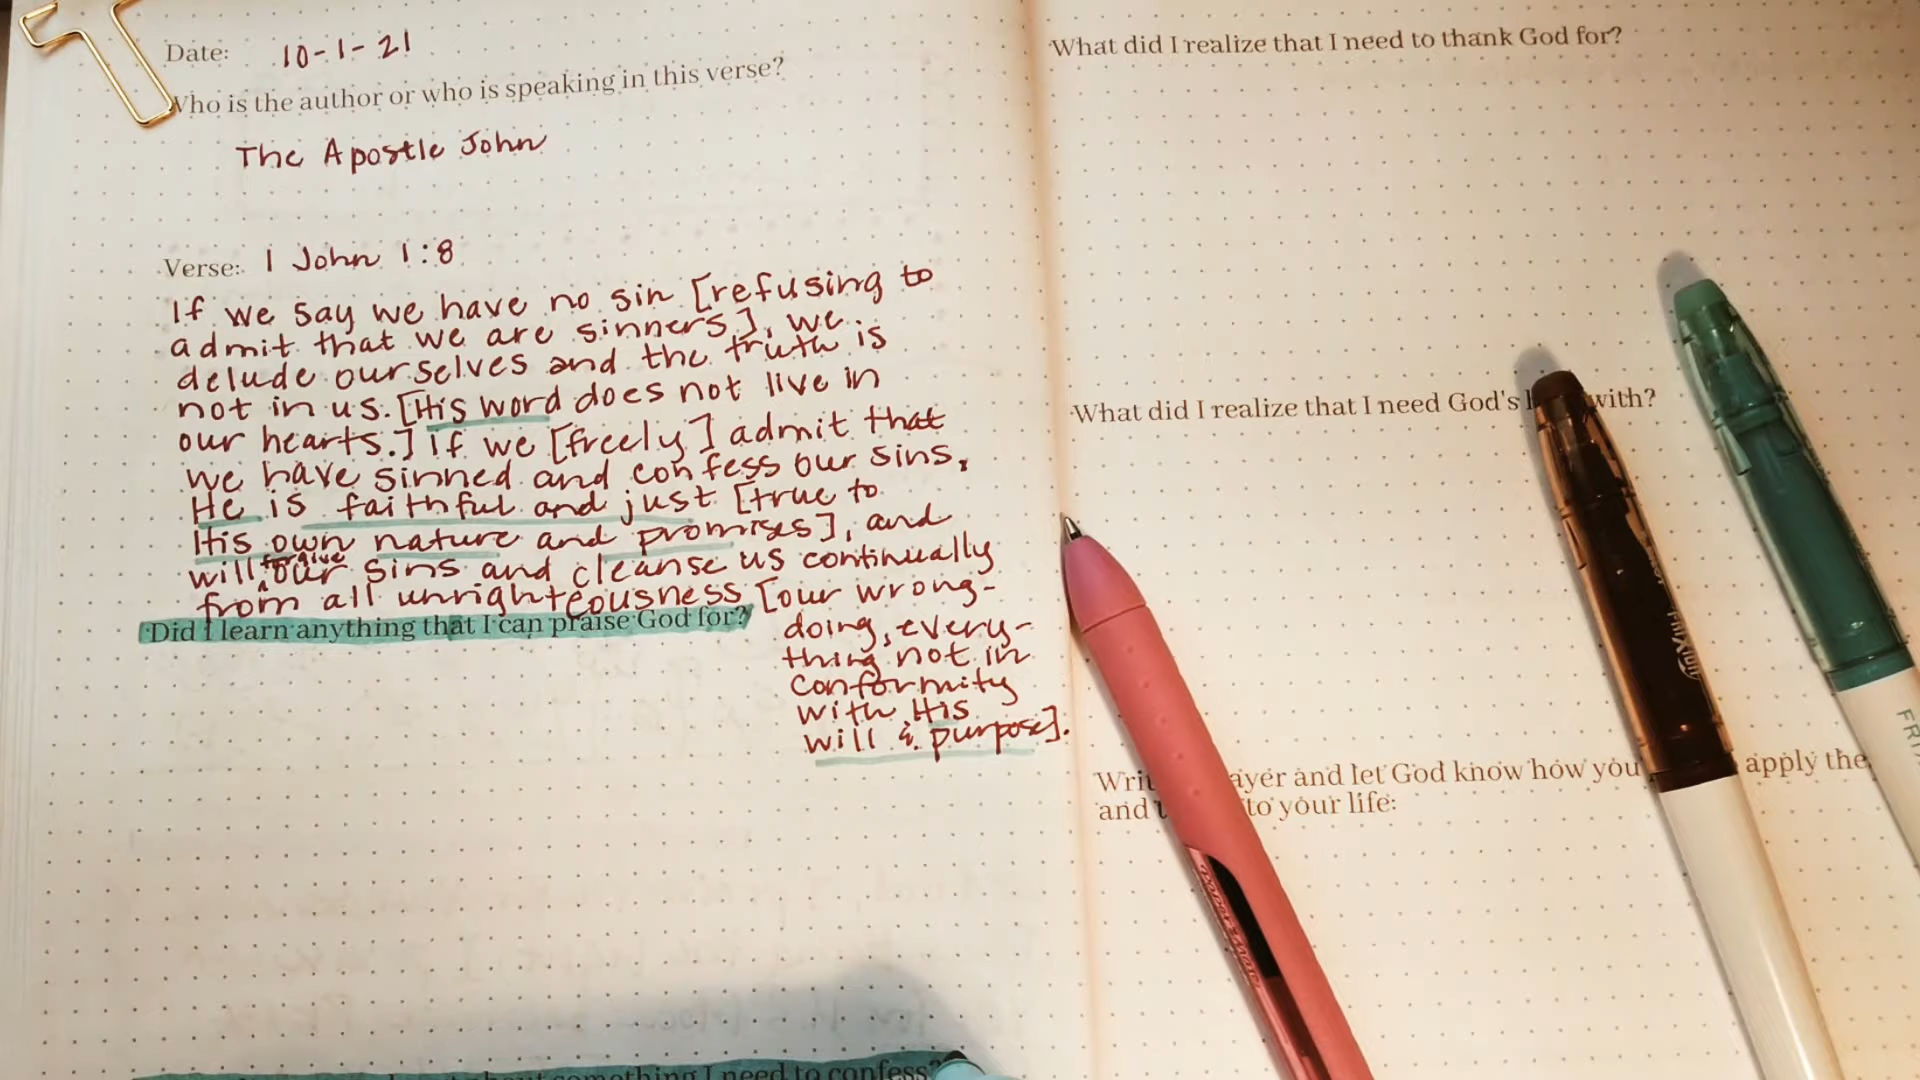 Date: 10-1-21
Who is the author or who is speaking in this verse?
The Apostle John
Verse: 1 John 1:8
If we say we have no sin [refusing to
admit that we are sinners], we
delude ourselves and the truth is
not in us. [His word does not live in
our hearts.] If we [freely] admit that
we have sinned and confess our sins,
He is faithful and just [true to
His own nature and promises], and
will forgive our sins and cleanse us continually
from all unrighteousness [our wrong-
doing, every-
thing not in
conformity
with His
will & purpose].
Did I learn anything that I can praise God for?
something I need to confess?
What did I realize that I need to thank God for?
What did I realize that I need God's with?
and let God know how you apply the
and to your life:
PaperMate
FRIXION